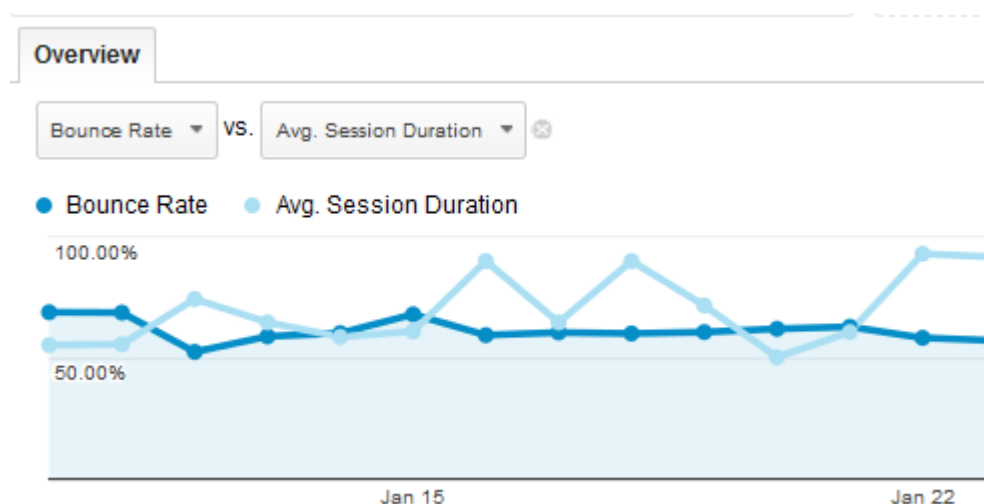 Overview
Bounce Rate vs. Avg. Session Duration
Bounce Rate Avg. Session Duration
100.00%
50.00%
Jan 15 Jan 22